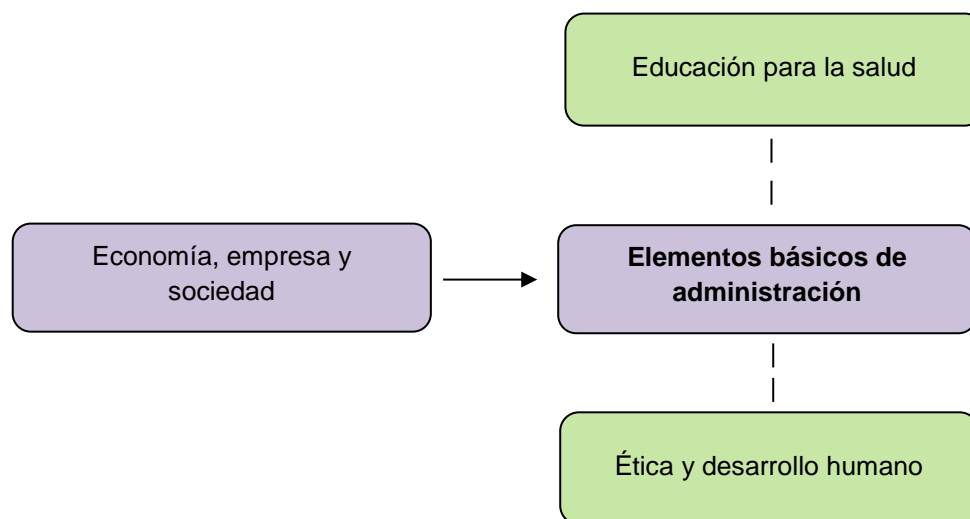 Educación para la salud
Economía, empresa y
sociedad
Elementos básicos de
administración
Ética y desarrollo humano